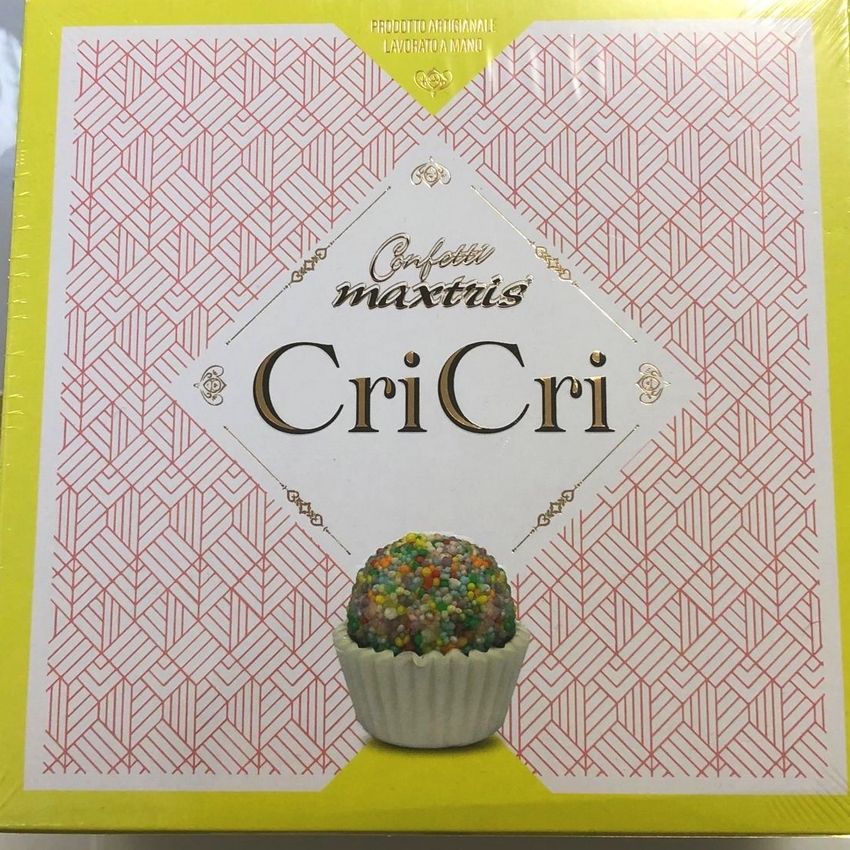 PRODOTTO ARTIGIANALE
LAVORATO A MANO
Confetti
maxtris
CriCri